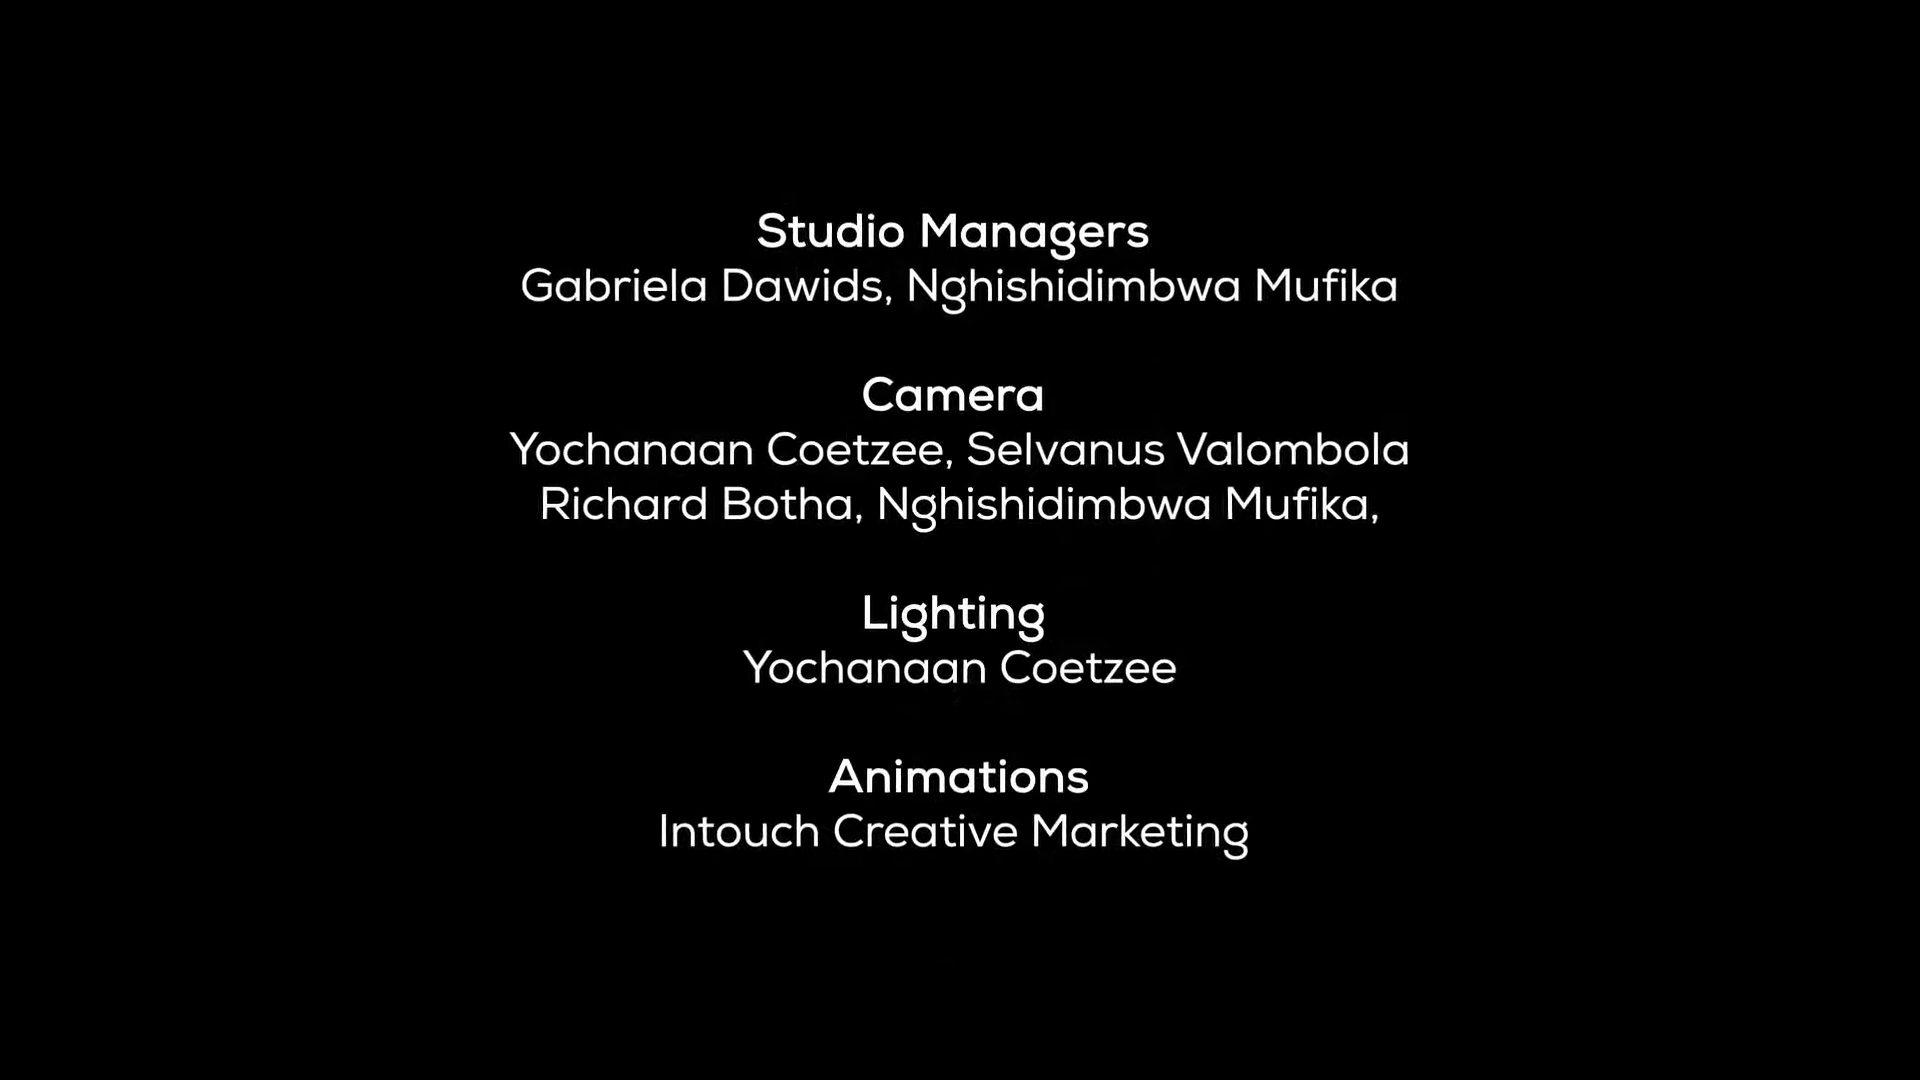 Studio Managers
Gabriela Dawids, Nghishidimbwa Mufika
Camera
Yochanaan Coetzee, Selvanus Valombola
Richard Botha, Nghishidimbwa Mufika,
Lighting
Yochanaan Coetzee
Animations
Intouch Creative Marketing